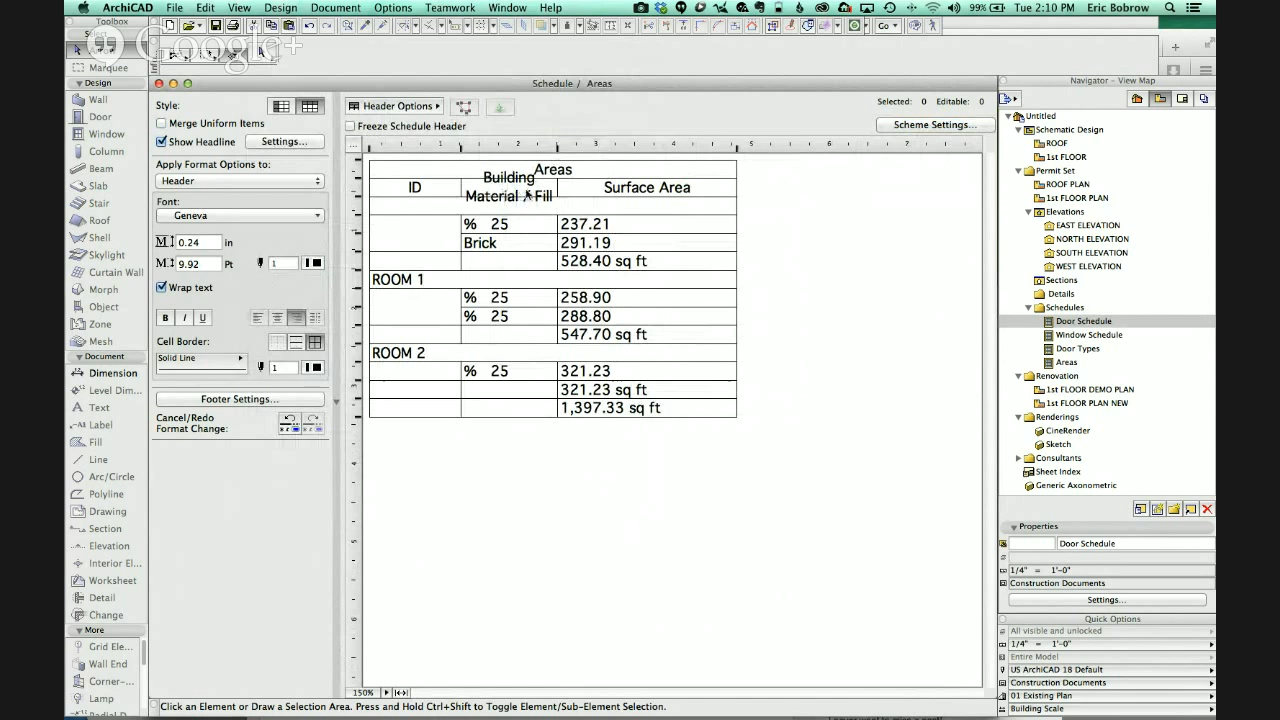 ArchiCAD File Edit View Design Document Options Teamwork Window Help 99% Tue 2:10 PM Eric Bobrow
Toolbox
Select
Google+
Marquee
Design
Wall
Door
Window
Column
Beam
Slab
Stair
Roof
Shell
Skylight
Curtain Wall
Morph
Object
Zone
Mesh
Document
Dimension
Level Dim...
Text
Label
Fill
Line
Arc/Circle
Polyline
Drawing
Section
Elevation
Interior El...
Worksheet
Detail
Change
More
Grid Ele...
Wall End
Corner-...
Lamp
Schedule / Areas
Style:
Merge Uniform Items
Show Headline
Settings...
Apply Format Options to:
Header
Font:
Geneva
0.24 in
9.92 Pt
1
Wrap text
B I U
Cell Border:
Solid Line
1
Footer Settings...
Cancel/Redo
Format Change:
Header Options
Selected: 0 Editable: 0
Freeze Schedule Header
Scheme Settings...
1 2 3 4 5 6 7
Areas
ID Building Material / Fill Surface Area
% 25 237.21
Brick 291.19
528.40 sq ft
ROOM 1
% 25 258.90
% 25 288.80
547.70 sq ft
ROOM 2
% 25 321.23
321.23 sq ft
1,397.33 sq ft
150%
Click an Element or Draw a Selection Area. Press and Hold Ctrl+Shift to Toggle Element/Sub-Element Selection.
Navigator - View Map
Untitled
Schematic Design
ROOF
1st FLOOR
Permit Set
ROOF PLAN
1st FLOOR PLAN
Elevations
EAST ELEVATION
NORTH ELEVATION
SOUTH ELEVATION
WEST ELEVATION
Sections
Details
Schedules
Door Schedule
Window Schedule
Door Types
Areas
Renovation
1st FLOOR DEMO PLAN
1st FLOOR PLAN NEW
Renderings
CineRender
Sketch
Consultants
Sheet Index
Generic Axonometric
Properties
Door Schedule
1/4" = 1'-0"
Construction Documents
Settings...
Quick Options
All visible and unlocked
1/4" = 1'-0"
Entire Model
US ArchiCAD 18 Default
Construction Documents
01 Existing Plan
Building Scale